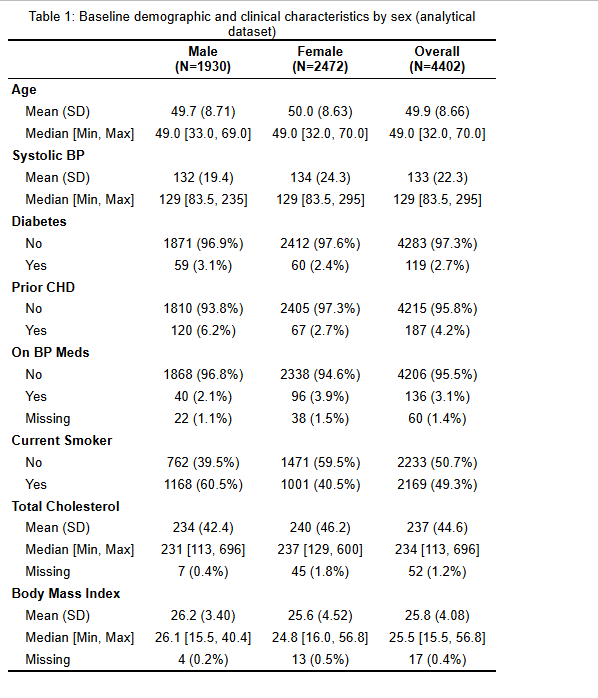 Table 1: Baseline demographic and clinical characteristics by sex (analytical
dataset)
Male Female Overall
(N=1930) (N=2472) (N=4402)
Age
Mean (SD) 49.7 (8.71) 50.0 (8.63) 49.9 (8.66)
Median [Min, Max] 49.0 [33.0, 69.0] 49.0 [32.0, 70.0] 49.0 [32.0, 70.0]
Systolic BP
Mean (SD) 132 (19.4) 134 (24.3) 133 (22.3)
Median [Min, Max] 129 [83.5, 235] 129 [83.5, 295] 129 [83.5, 295]
Diabetes
No 1871 (96.9%) 2412 (97.6%) 4283 (97.3%)
Yes 59 (3.1%) 60 (2.4%) 119 (2.7%)
Prior CHD
No 1810 (93.8%) 2405 (97.3%) 4215 (95.8%)
Yes 120 (6.2%) 67 (2.7%) 187 (4.2%)
On BP Meds
No 1868 (96.8%) 2338 (94.6%) 4206 (95.5%)
Yes 40 (2.1%) 96 (3.9%) 136 (3.1%)
Missing 22 (1.1%) 38 (1.5%) 60 (1.4%)
Current Smoker
No 762 (39.5%) 1471 (59.5%) 2233 (50.7%)
Yes 1168 (60.5%) 1001 (40.5%) 2169 (49.3%)
Total Cholesterol
Mean (SD) 234 (42.4) 240 (46.2) 237 (44.6)
Median [Min, Max] 231 [113, 696] 237 [129, 600] 234 [113, 696]
Missing 7 (0.4%) 45 (1.8%) 52 (1.2%)
Body Mass Index
Mean (SD) 26.2 (3.40) 25.6 (4.52) 25.8 (4.08)
Median [Min, Max] 26.1 [15.5, 40.4] 24.8 [16.0, 56.8] 25.5 [15.5, 56.8]
Missing 4 (0.2%) 13 (0.5%) 17 (0.4%)